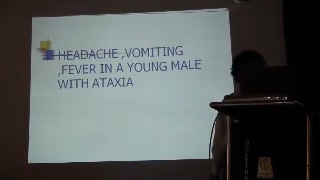 HEADACHE ,VOMITING
,FEVER IN A YOUNG MALE
WITH ATAXIA